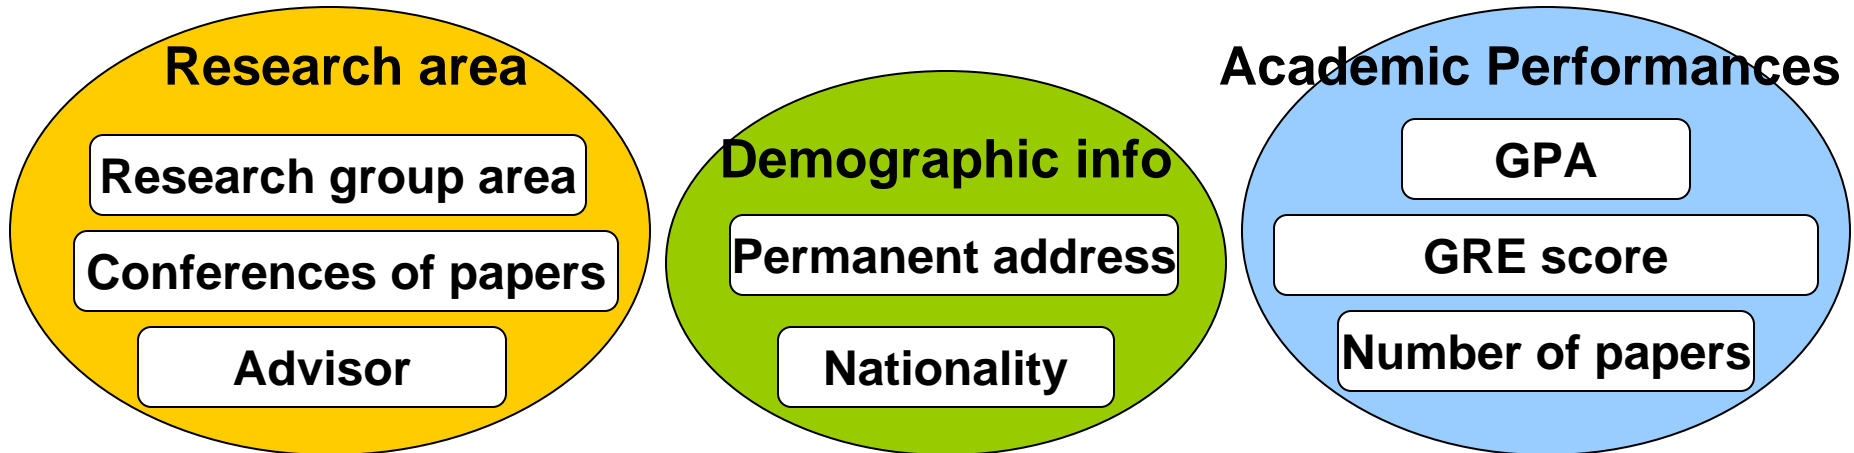 Research area
Research group area
Conferences of papers
Advisor
Demographic info
Permanent address
Nationality
Academic Performances
GPA
GRE score
Number of papers